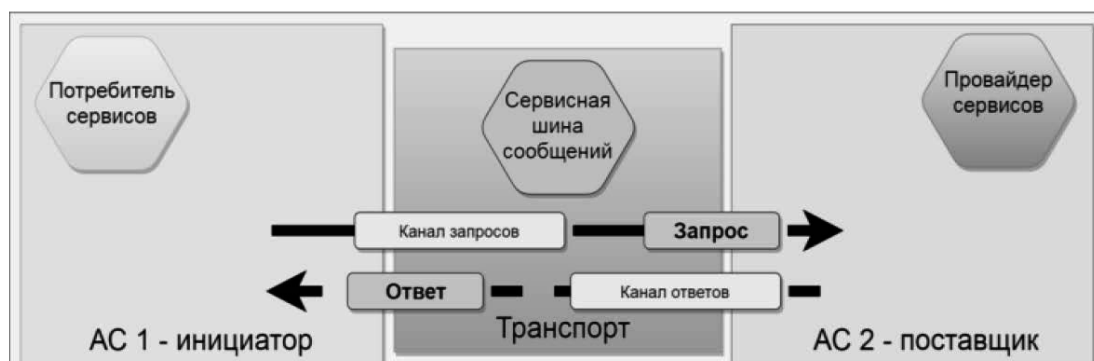 Потребитель
сервисов
Сервисная
шина
сообщений
Провайдер
сервисов
Канал запросов
Запрос
Ответ
Канал ответов
АС 1 - инициатор
Транспорт
АС 2 - поставщик